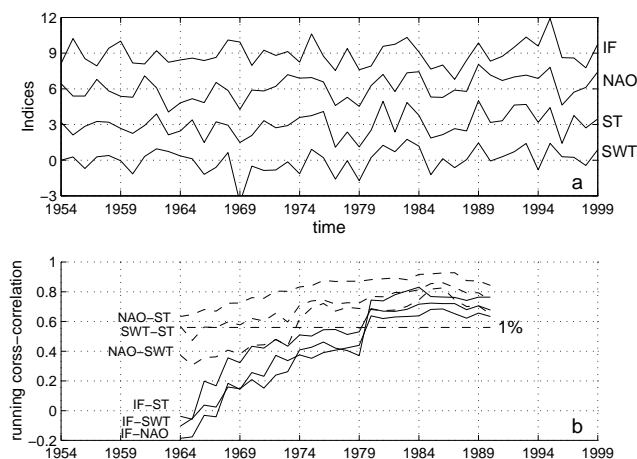 12
9
6
3
0
−3
Indices
IF
NAO
ST
SWT
a
1954 1959 1964 1969 1974 1979 1984 1989 1994 1999
time
1
0.8
0.6
0.4
0.2
0
−0.2
running corss−correlation
NAO−ST
SWT−ST
NAO−SWT
IF−ST
IF−SWT
IF−NAO
1%
b
1954 1959 1964 1969 1974 1979 1984 1989 1994 1999